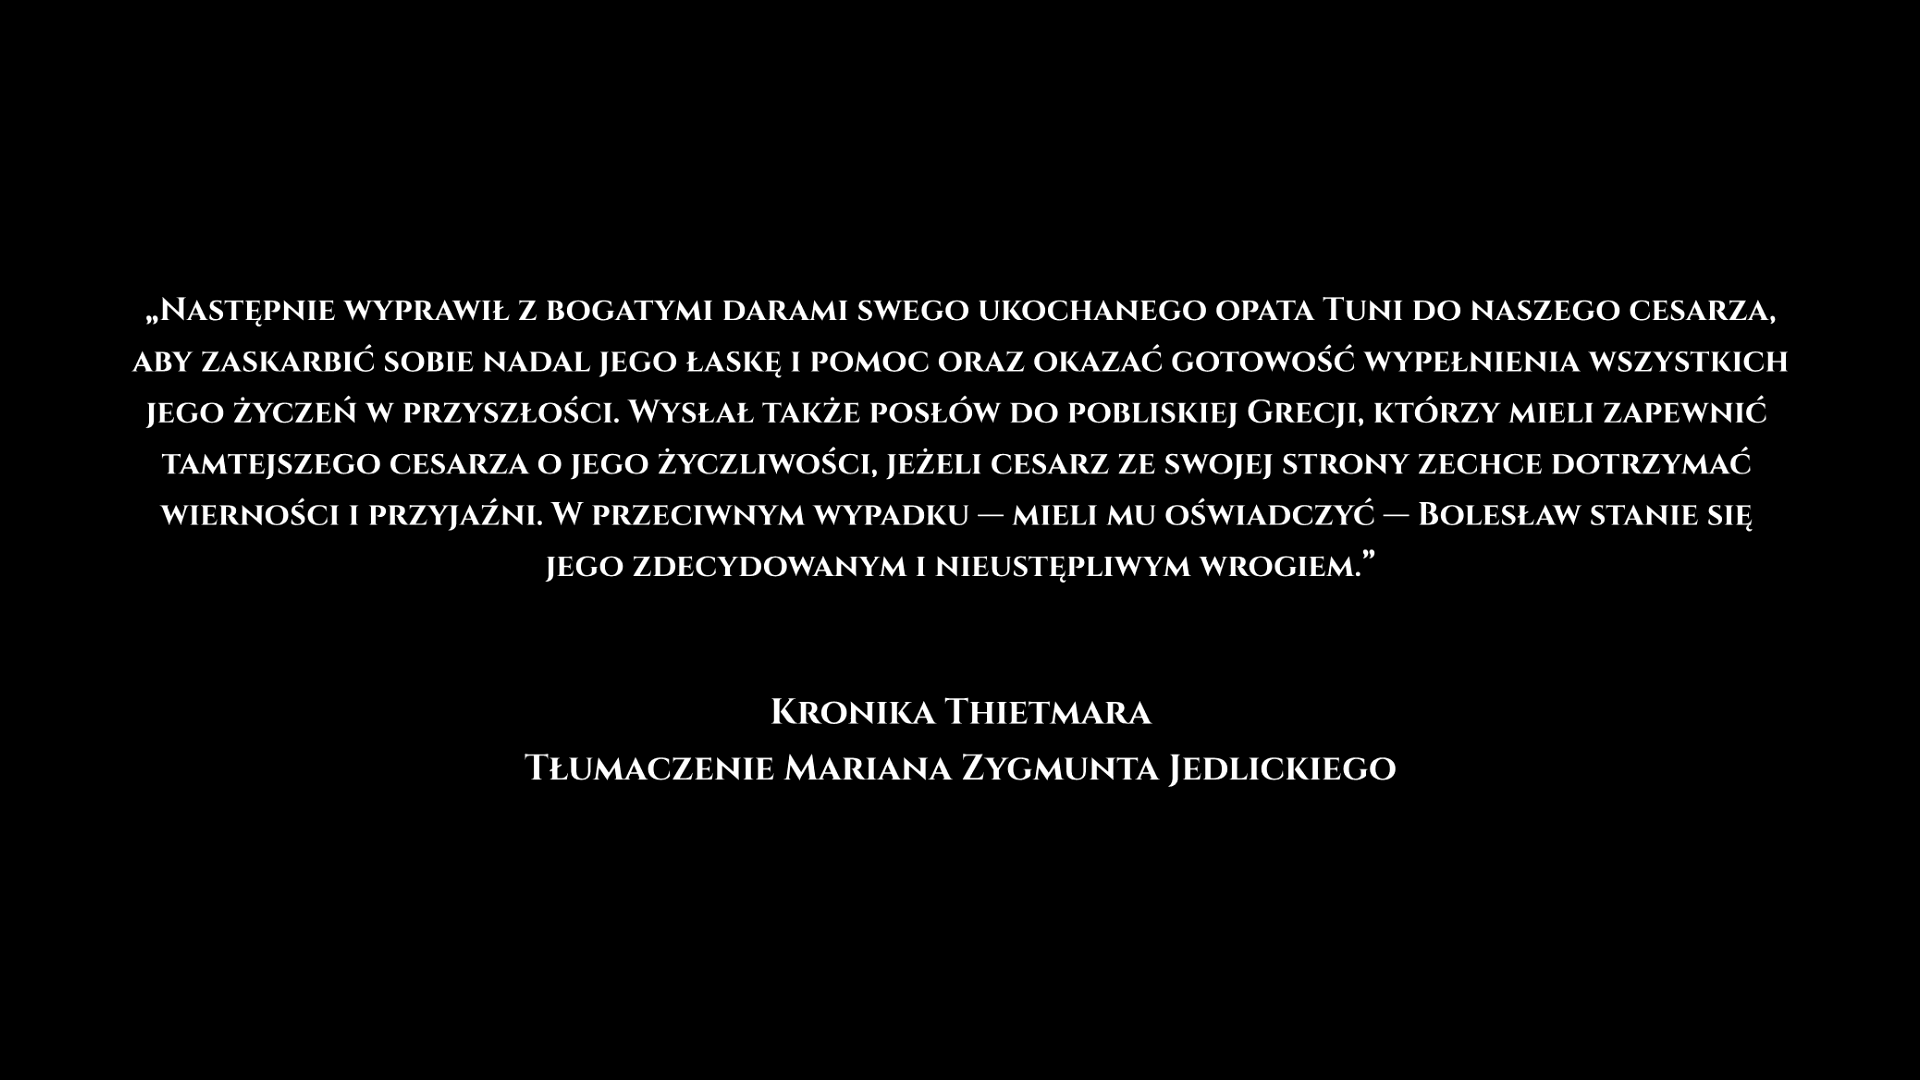 „Następnie wyprawił z bogatymi darami swego ukochanego opata Tuni do naszego cesarza,
aby zaskarbić sobie nadal jego łaskę i pomoc oraz okazać gotowość wypełnienia wszystkich
jego życzeń w przyszłości. Wysłał także posłów do pobliskiej Grecji, którzy mieli zapewnić
tamtejszego cesarza o jego życzliwości, jeżeli cesarz ze swojej strony zechce dotrzymać
wierności i przyjaźni. W przeciwnym wypadku — mieli mu oświadczyć — Bolesław stanie się
jego zdecydowanym i nieustępliwym wrogiem.”
Kronika Thietmara
Tłumaczenie Mariana Zygmunta Jedlickiego